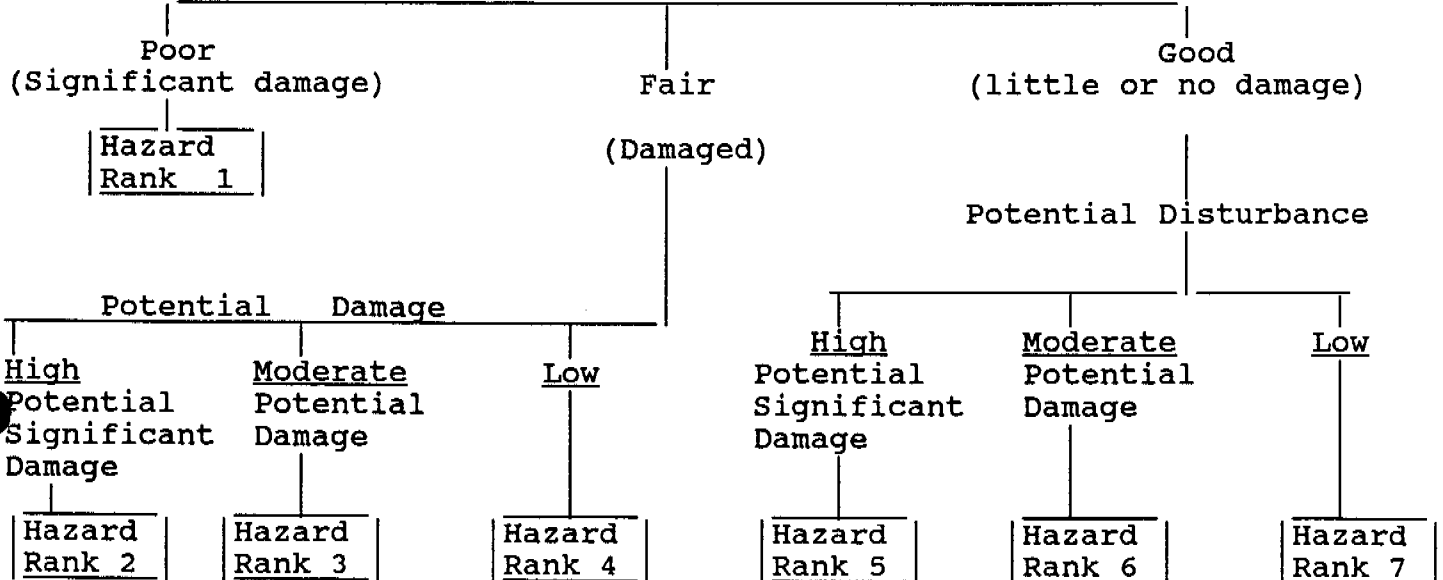 Poor
(Significant damage)
Hazard
Rank 1
Fair
(Damaged)
Good
(little or no damage)
Potential Disturbance
Potential Damage
High
Potential
Significant
Damage
Moderate
Potential
Damage
Low
High
Potential
Significant
Damage
Moderate
Potential
Damage
Low
Hazard
Rank 2
Hazard
Rank 3
Hazard
Rank 4
Hazard
Rank 5
Hazard
Rank 6
Hazard
Rank 7